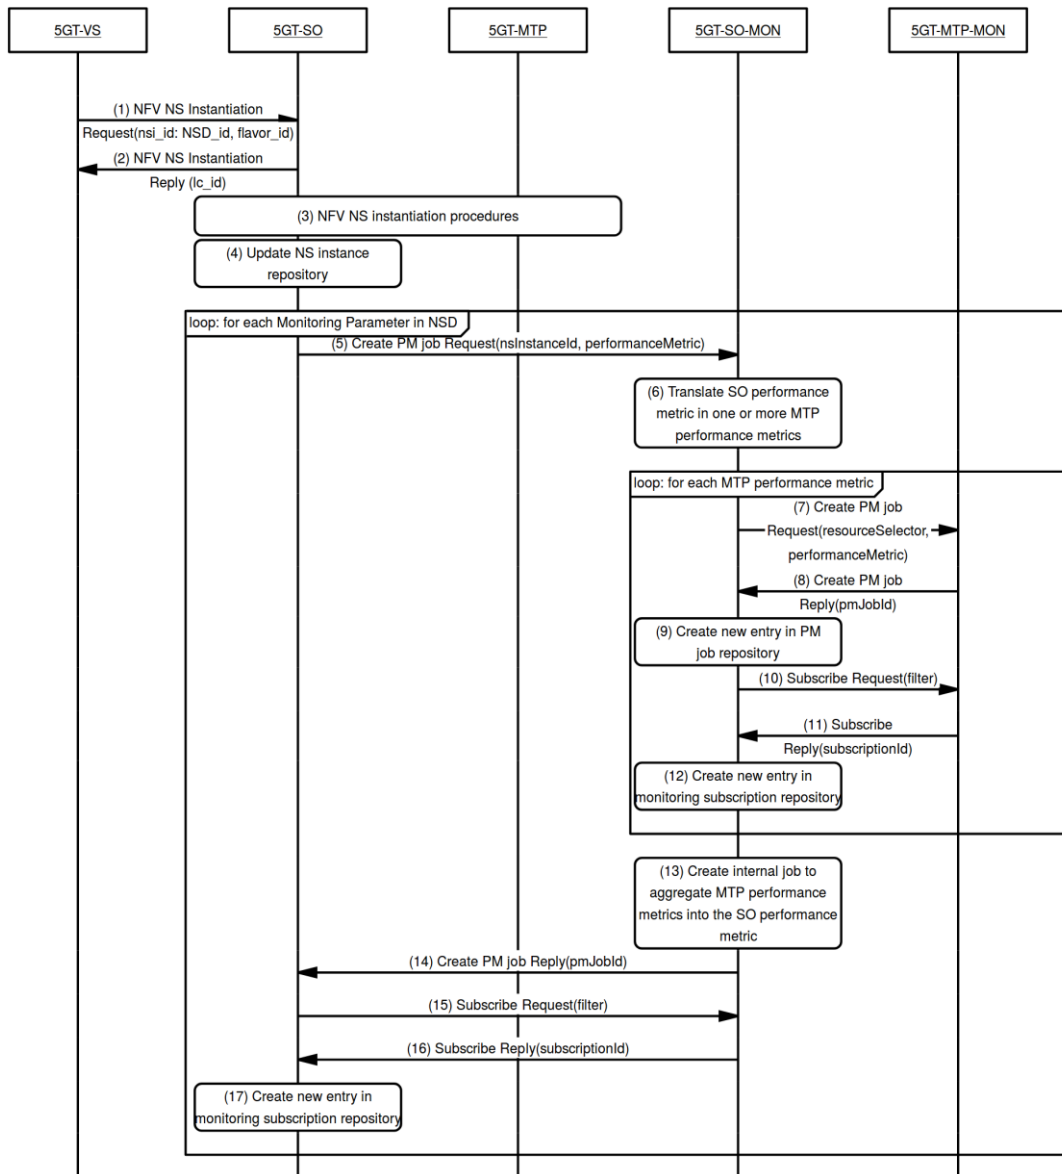 5GT-VS
5GT-SO
5GT-MTP
5GT-SO-MON
5GT-MTP-MON
(1) NFV NS Instantiation
Request(nsi_id: NSD_id, flavor_id)
(2) NFV NS Instantiation
Reply (lc_id)
(3) NFV NS instantiation procedures
(4) Update NS instance
repository
loop: for each Monitoring Parameter in NSD
(5) Create PM job Request(nsInstanceId, performanceMetric)
(6) Translate SO performance
metric in one or more MTP
performance metrics
loop: for each MTP performance metric
(7) Create PM job
Request(resourceSelector,
performanceMetric)
(8) Create PM job
Reply(pmJobId)
(9) Create new entry in PM
job repository
(10) Subscribe Request(filter)
(11) Subscribe
Reply(subscriptionId)
(12) Create new entry in
monitoring subscription repository
(13) Create internal job to
aggregate MTP performance
metrics into the SO performance
metric
(14) Create PM job Reply(pmJobId)
(15) Subscribe Request(filter)
(16) Subscribe Reply(subscriptionId)
(17) Create new entry in
monitoring subscription repository